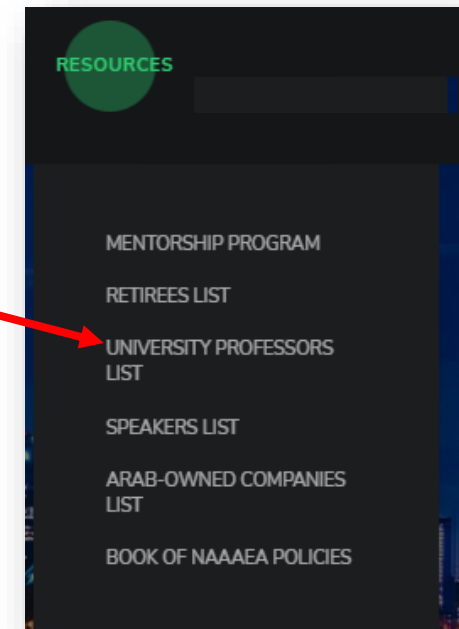 RESOURCES
MENTORSHIP PROGRAM
RETIREES LIST
UNIVERSITY PROFESSORS
LIST
SPEAKERS LIST
ARAB-OWNED COMPANIES
LIST
BOOK OF NAAAEA POLICIES